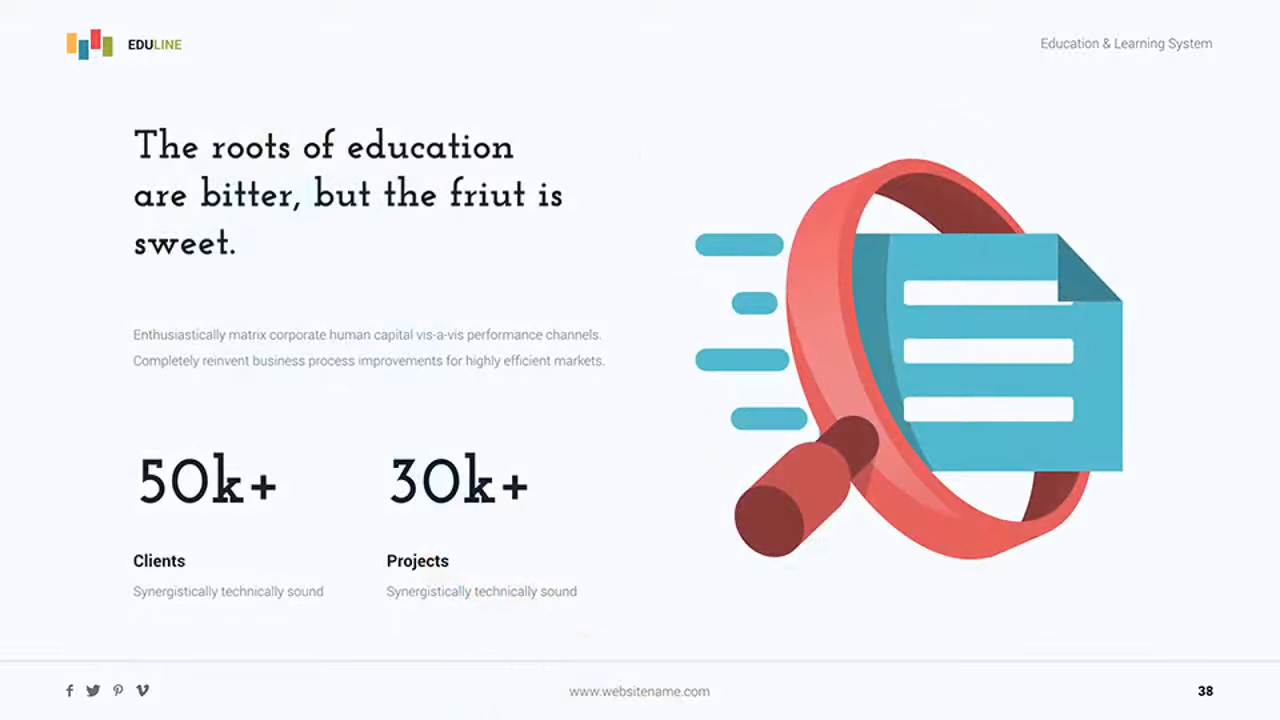 EDULINE
Education & Learning System
The roots of education
are bitter, but the friut is
sweet.
Enthusiastically matrix corporate human capital vis-a-vis performance channels.
Completely reinvent business process improvements for highly efficient markets.
50k+
30k+
Clients
Projects
Synergistically technically sound
Synergistically technically sound
www.websitename.com
38